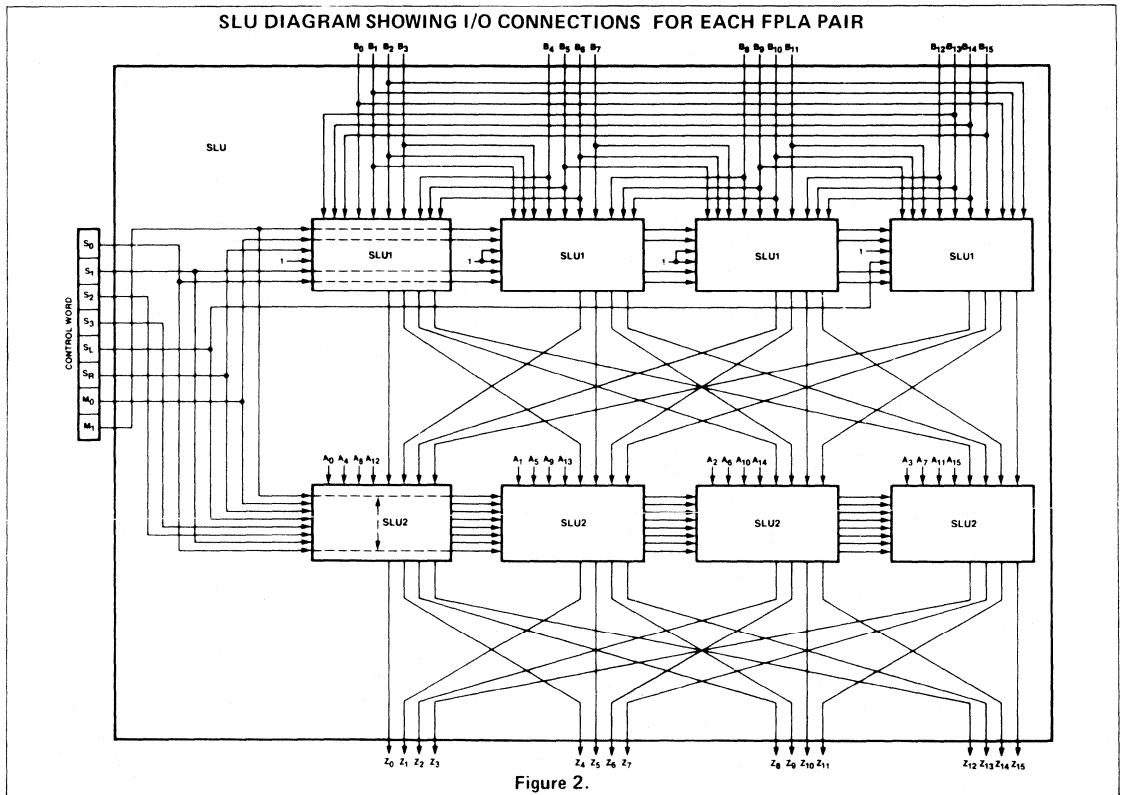 SLU DIAGRAM SHOWING I/O CONNECTIONS FOR EACH FPLA PAIR
B0 B1 B2 B3 B4 B5 B6 B7 B8 B9 B10 B11 B12 B13 B14 B15
SLU
CONTROL WORD
S0
S1
S2
S3
SL
SR
M0
M1
1 SLU1 1 SLU1 1 SLU1 1 SLU1
A0 A4 A8 A12 A1 A5 A9 A13 A2 A6 A10 A14 A3 A7 A11 A15
SLU2 SLU2 SLU2 SLU2
Z0 Z1 Z2 Z3 Z4 Z5 Z6 Z7 Z8 Z9 Z10 Z11 Z12 Z13 Z14 Z15
Figure 2.